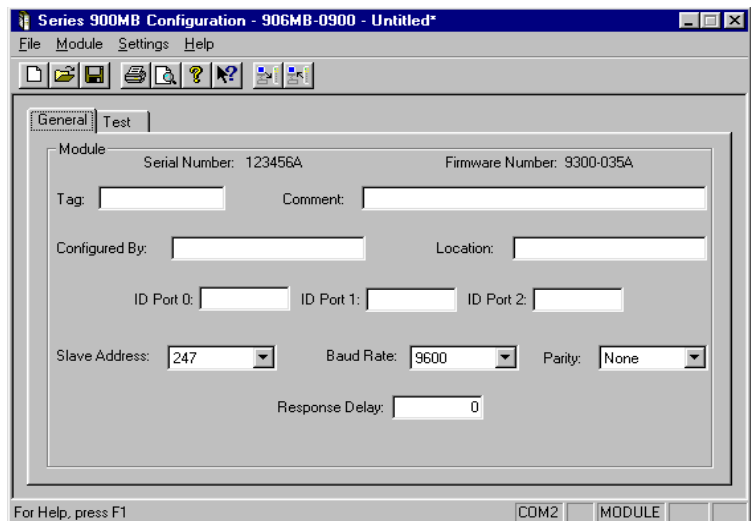 Series 900MB Configuration - 906MB-0900 - Untitled*
File Module Settings Help
General Test
Module
Serial Number: 123456A Firmware Number: 9300-035A
Tag: Comment:
Configured By: Location:
ID Port 0: ID Port 1: ID Port 2:
Slave Address: 247 Baud Rate: 9600 Parity: None
Response Delay: 0
For Help, press F1 COM2 MODULE